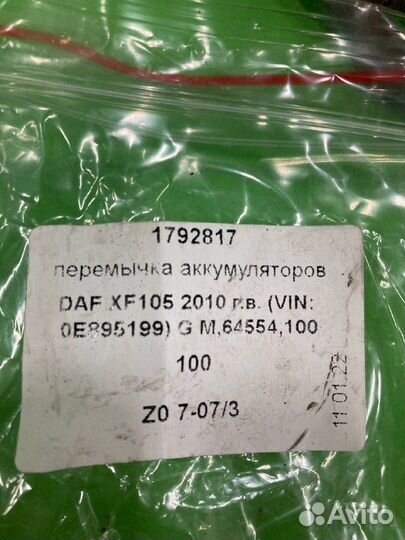 1792817
перемычка аккумуляторов
DAF XF105 2010 г.в. (VIN:
0E895199) G M,64554,100
100
Z0 7-07/3
11.01.22
Avito